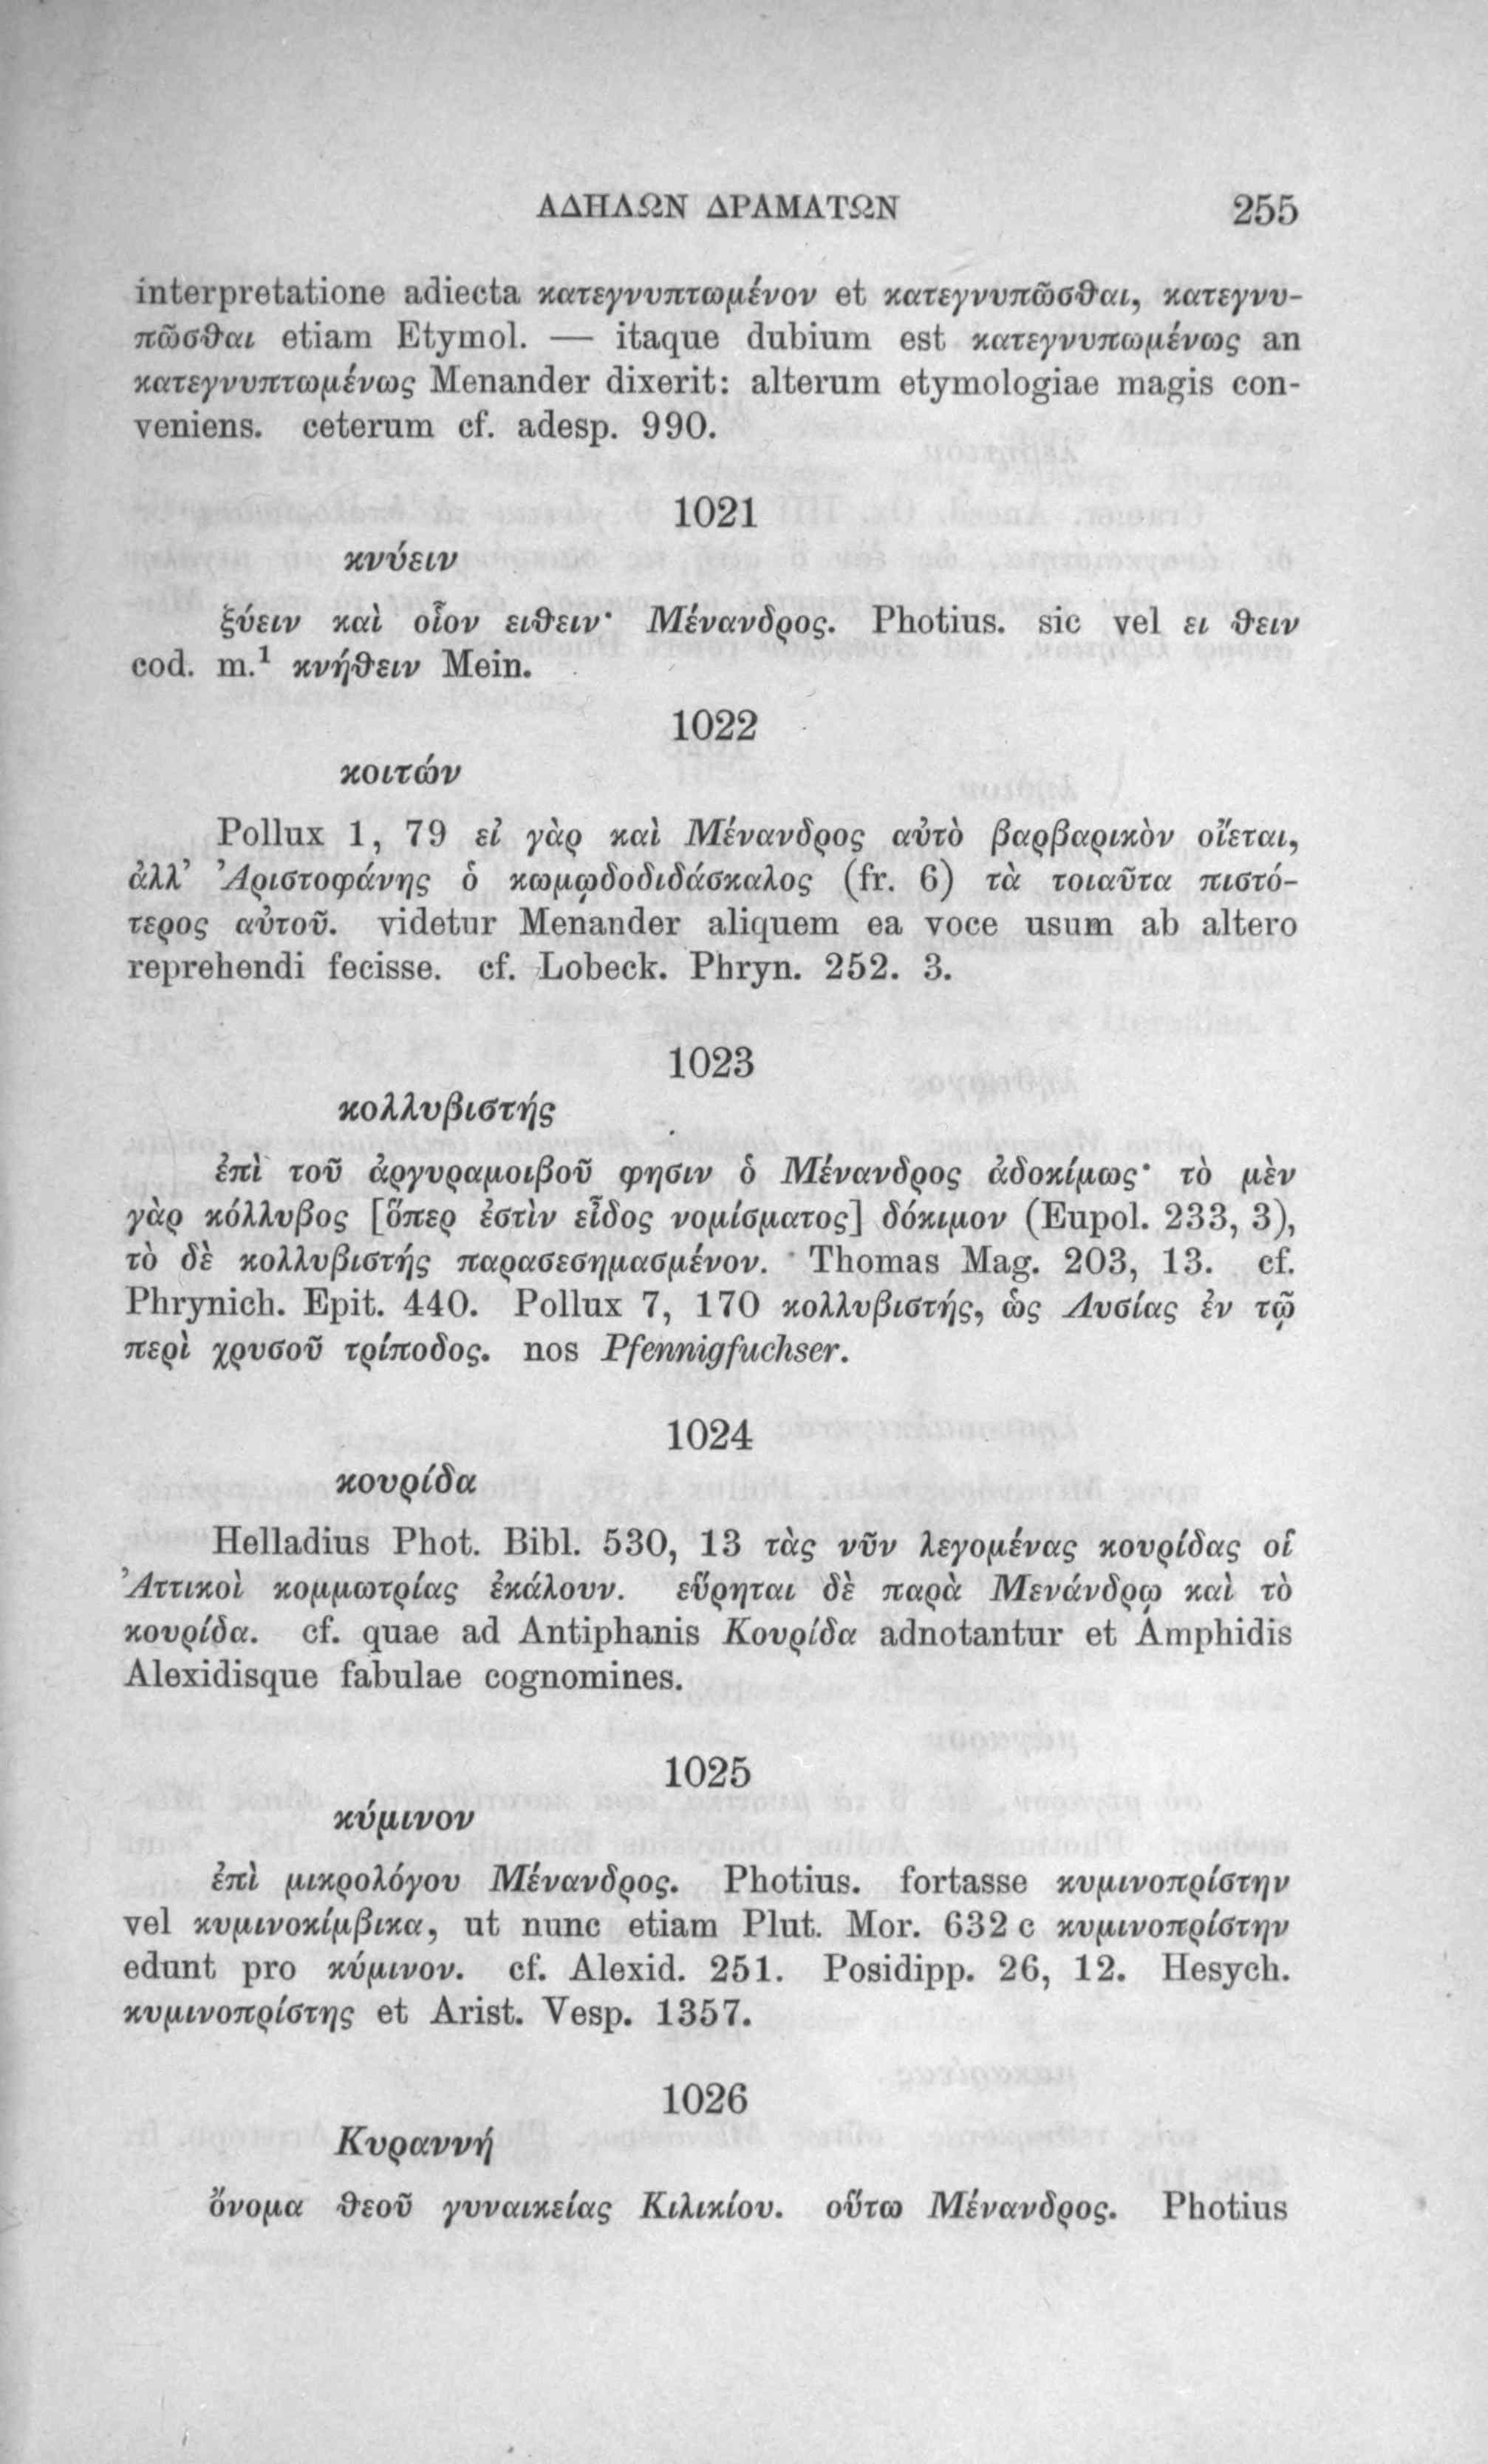 ΑΔΗΛΩΝ ΔΡΑΜΑΤΩΝ 255
interpretatione adiecta κατεγνυπτωμένον et κατεγνυπῶσθαι, κατεγνυ-
πῶσθαι etiam Etymol. — itaque dubium est κατεγνυπωμένως an
κατεγνυπτωμένως Menander dixerit: alterum etymologiae magis con-
veniens. ceterum cf. adesp. 990.
1021
κνύειν
ξύειν καὶ οἷον ειθειν· Μένανδρος. Photius. sic vel ει θειν
cod. m.¹ κνήθειν Mein.
1022
κοιτών
Pollux 1, 79 εἰ γὰρ καὶ Μένανδρος αὐτὸ βαρβαρικὸν οἴεται,
ἀλλ’ Ἀριστοφάνης ὁ κωμῳδοδιδάσκαλος (fr. 6) τὰ τοιαῦτα πιστό-
τερος αὐτοῦ. videtur Menander aliquem ea voce usum ab altero
reprehendi fecisse. cf. Lobeck. Phryn. 252. 3.
1023
κολλυβιστής
ἐπὶ τοῦ ἀργυραμοιβοῦ φησιν ὁ Μένανδρος ἀδοκίμως· τὸ μὲν
γὰρ κόλλυβος [ὅπερ ἐστὶν εἶδος νομίσματος] δόκιμον (Eupol. 233, 3),
τὸ δὲ κολλυβιστής παρασεσημασμένον. Thomas Mag. 203, 13. cf.
Phrynich. Epit. 440. Pollux 7, 170 κολλυβιστής, ὡς Λυσίας ἐν τῷ
περὶ χρυσοῦ τρίποδος. nos Pfennigfuchser.
1024
κουρίδα
Helladius Phot. Bibl. 530, 13 τὰς νῦν λεγομένας κουρίδας οἱ
Ἀττικοὶ κομμωτρίας ἐκάλουν. εὕρηται δὲ παρὰ Μενάνδρῳ καὶ τὸ
κουρίδα. cf. quae ad Antiphanis Κουρίδα adnotantur et Amphidis
Alexidisque fabulae cognomines.
1025
κύμινον
ἐπὶ μικρολόγου Μένανδρος. Photius. fortasse κυμινοπρίστην
vel κυμινοκίμβικα, ut nunc etiam Plut. Mor. 632 c κυμινοπρίστην
edunt pro κύμινον. cf. Alexid. 251. Posidipp. 26, 12. Hesych.
κυμινοπρίστης et Arist. Vesp. 1357.
1026
Κυραννή
ὄνομα θεοῦ γυναικείας Κιλικίου. οὕτω Μένανδρος. Photius